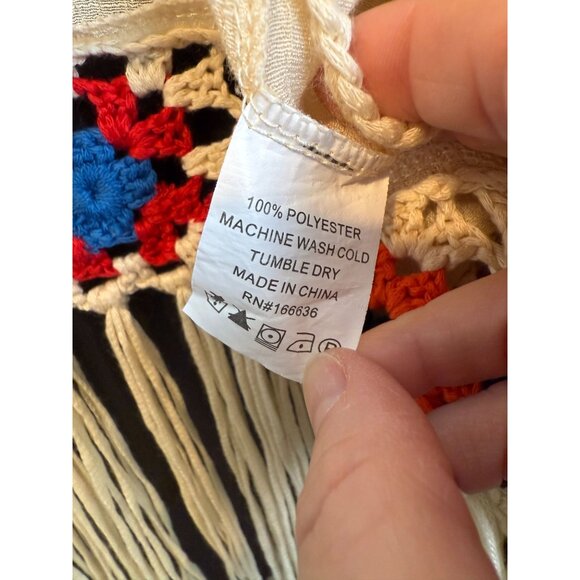 100% POLYESTER
MACHINE WASH COLD
TUMBLE DRY
MADE IN CHINA
RN#166636